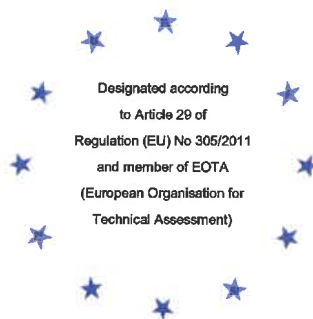 Designated according
to Article 29 of
Regulation (EU) No 305/2011
and member of EOTA
(European Organisation for
Technical Assessment)